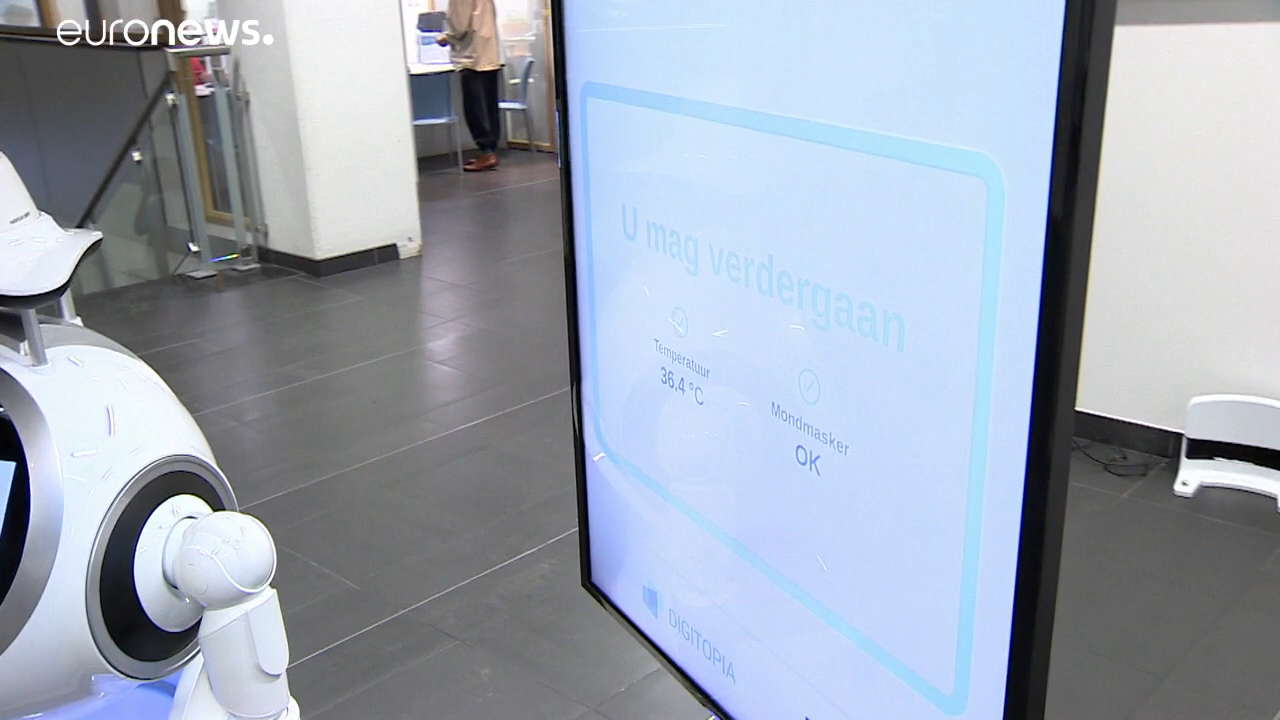 euronews.
U mag verdergaan
Temperatuur
36.4 °C
Mondmasker
OK
DIGITOPIA